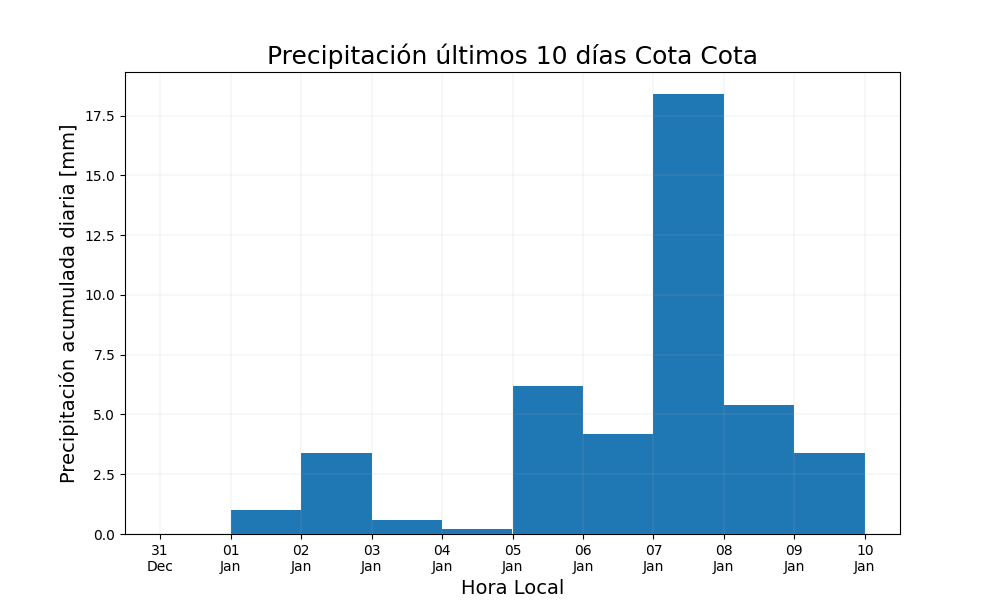 Precipitación últimos 10 días Cota Cota
Precipitación acumulada diaria [mm]
17.5
15.0
12.5
10.0
7.5
5.0
2.5
0.0
31 01 02 03 04 05 06 07 08 09 10
Dec Jan Jan Jan Jan Jan Jan Jan Jan Jan Jan
Hora Local